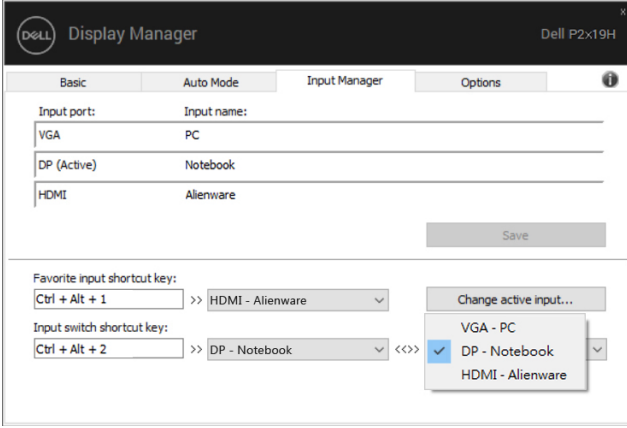 x
DELL Display Manager Dell P2x19H
Basic Auto Mode Input Manager Options i
Input port: Input name:
VGA PC
DP (Active) Notebook
HDMI Alienware
Save
Favorite input shortcut key:
Ctrl + Alt + 1 >> HDMI - Alienware Change active input...
Input switch shortcut key:
Ctrl + Alt + 2 >> DP - Notebook <<>>
VGA - PC
DP - Notebook
HDMI - Alienware